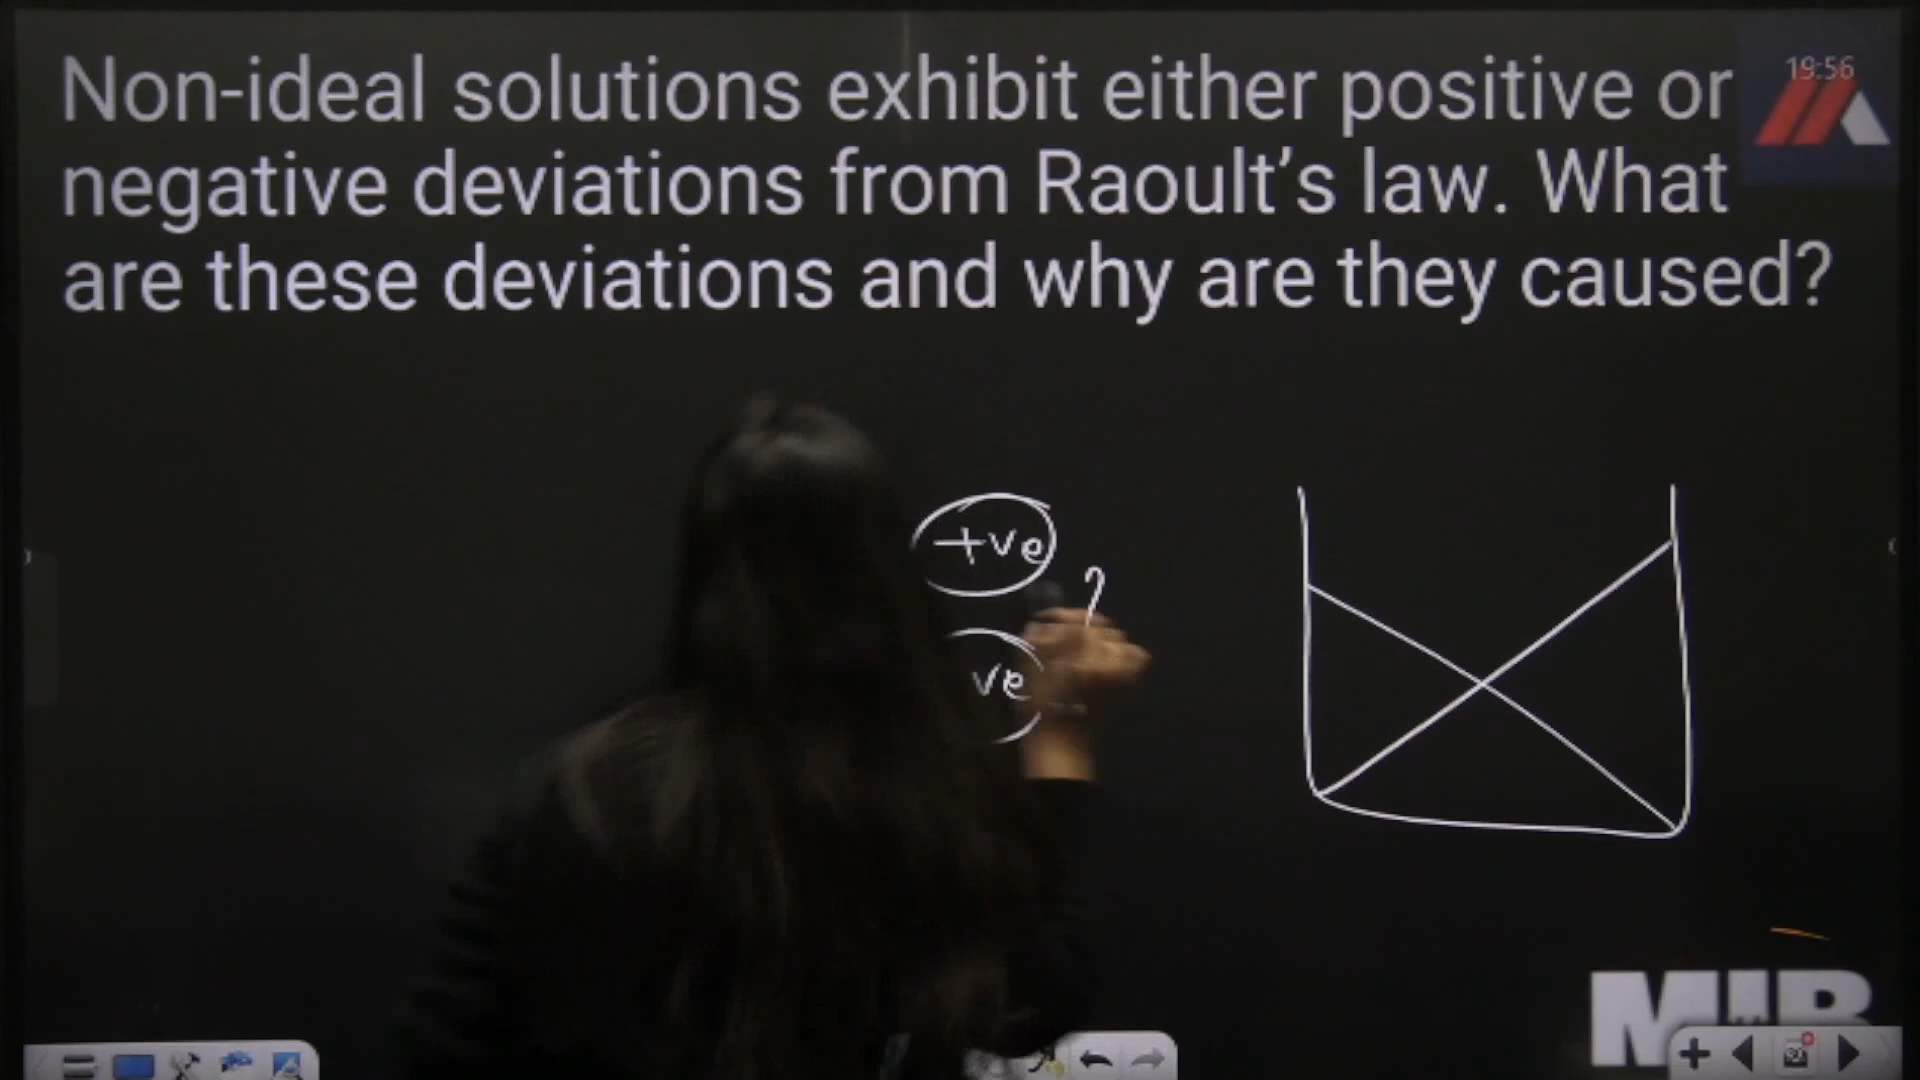 Non-ideal solutions exhibit either positive or
negative deviations from Raoult's law. What
are these deviations and why are they caused?
19:56
+ve
?
ve